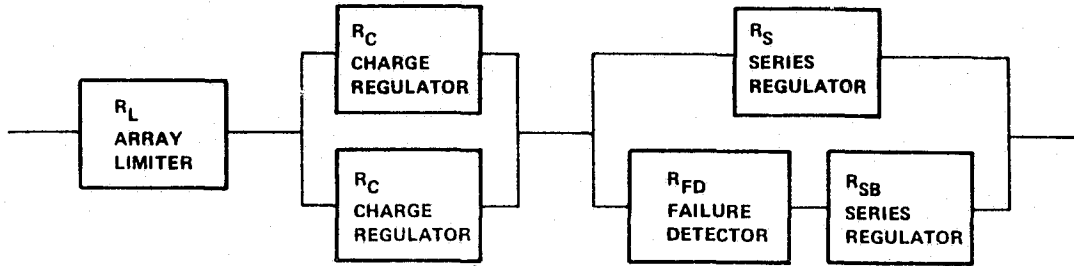 R_L
ARRAY
LIMITER
R_C
CHARGE
REGULATOR
R_C
CHARGE
REGULATOR
R_S
SERIES
REGULATOR
R_FD
FAILURE
DETECTOR
R_SB
SERIES
REGULATOR